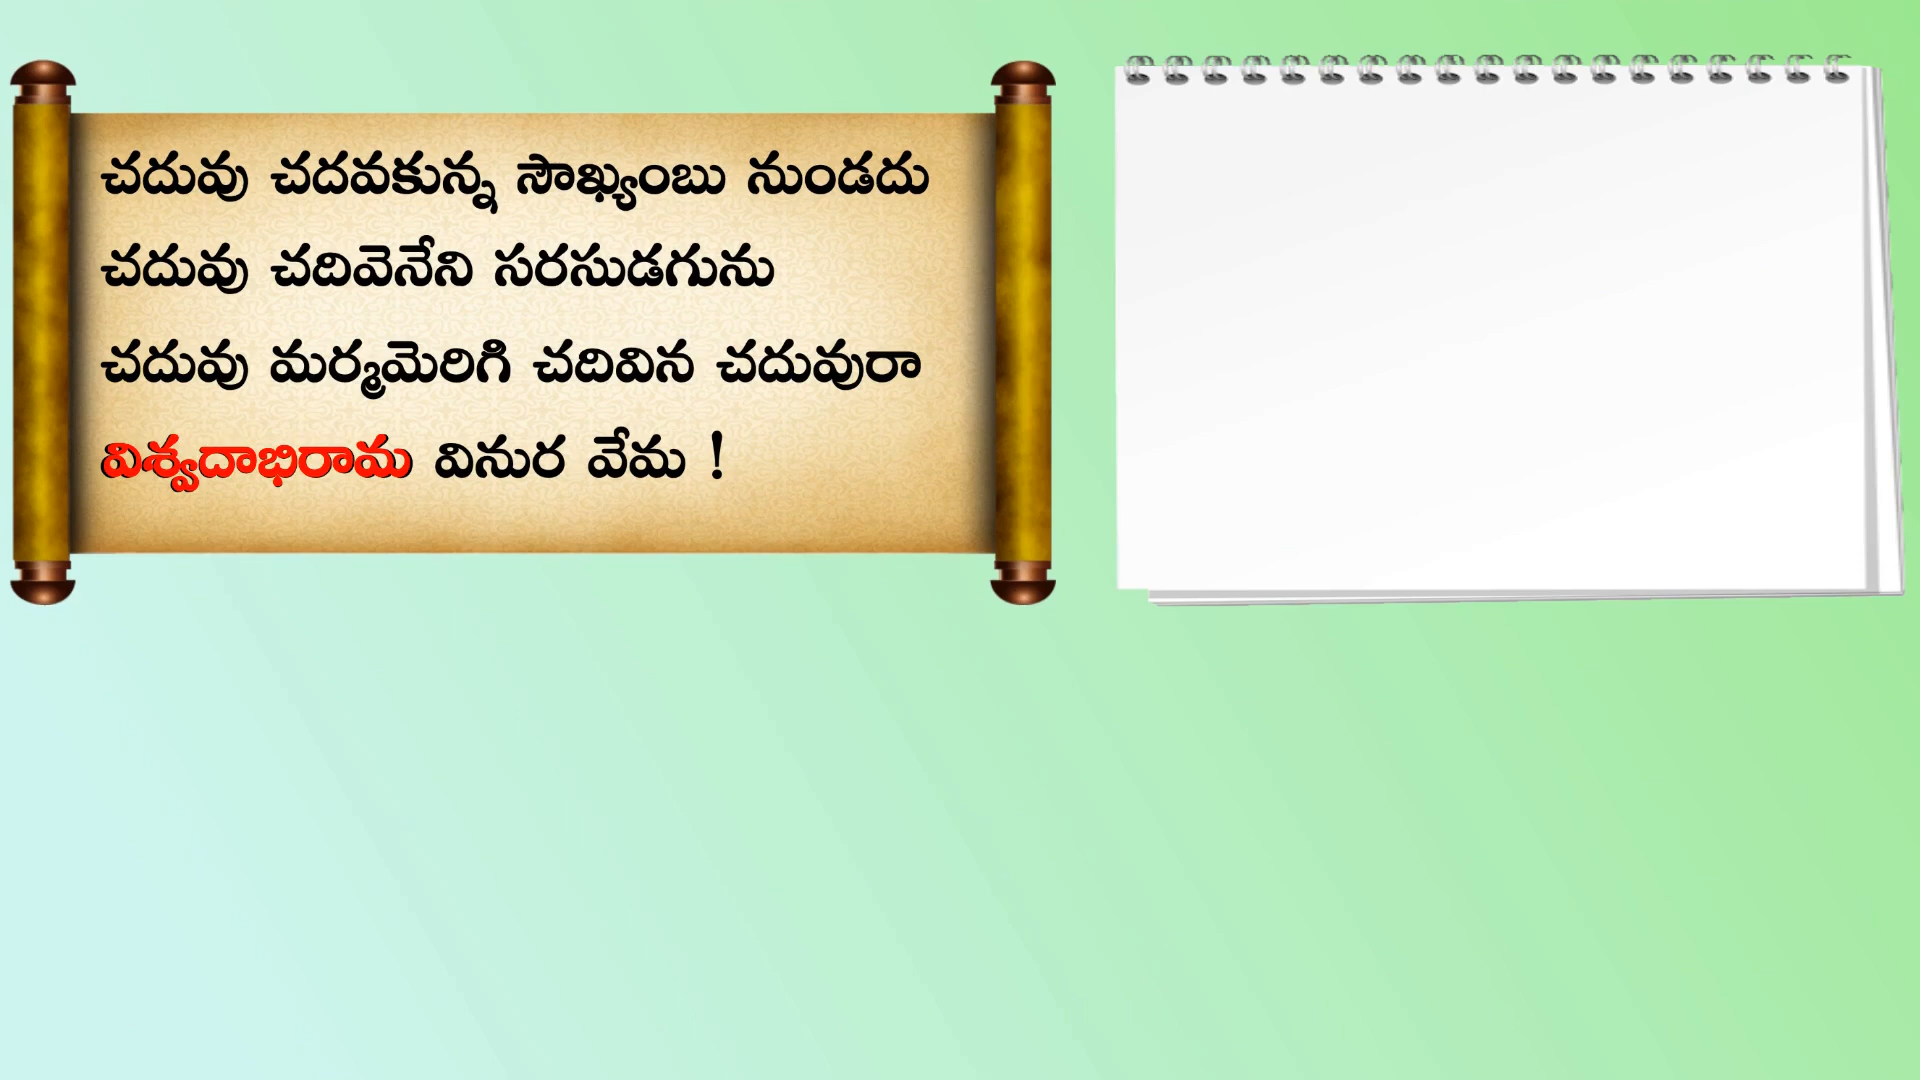 చదువు చదవకున్న సౌఖ్యంబు నుండదు
చదువు చదివెనేని సరసుడగును
చదువు మర్మమెరిగి చదివిన చదువురా
విశ్వదాభిరామ వినుర వేమ !